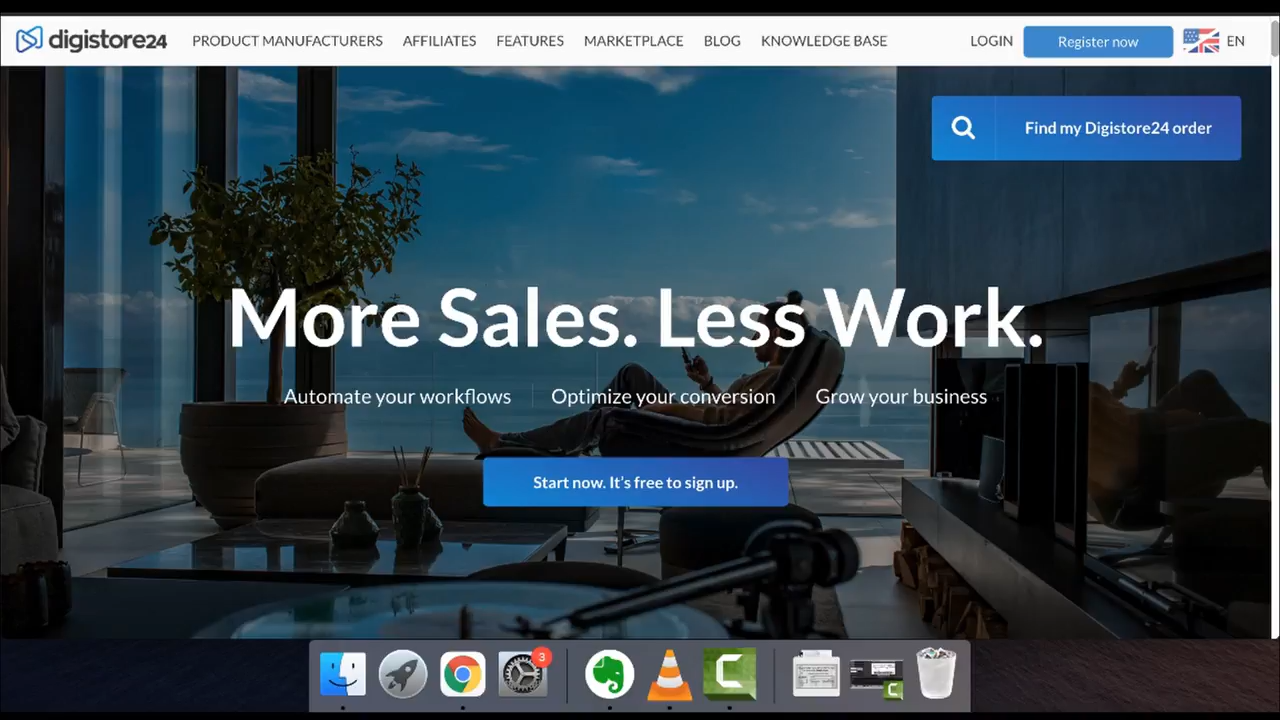 digistore24 PRODUCT MANUFACTURERS AFFILIATES FEATURES MARKETPLACE BLOG KNOWLEDGE BASE LOGIN Register now EN
Find my Digistore24 order
More Sales. Less Work.
Automate your workflows Optimize your conversion Grow your business
Start now. It's free to sign up.
3